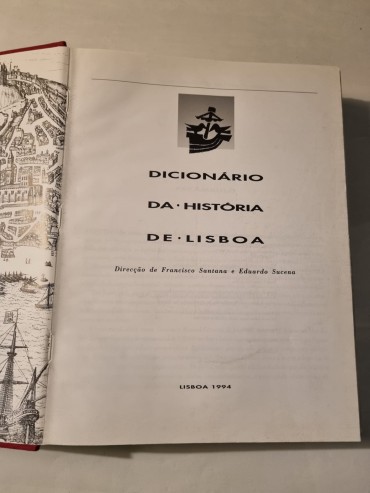 DICIONÁRIO
DA·HISTÓRIA
DE·LISBOA
Direcção de Francisco Santana e Eduardo Sucena
LISBOA 1994